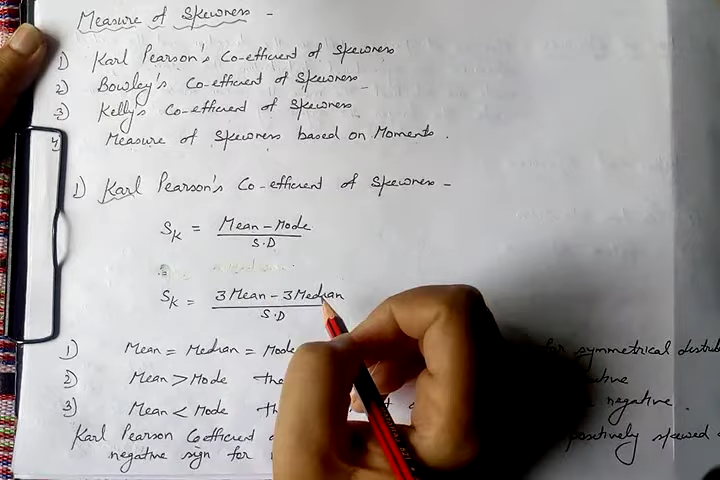 Measure of Skewness -
1) Karl Pearson's Co-efficient of Skewness
2) Bowley's Co-efficient of Skewness
3) Kelly's Co-efficient of Skewness
4) Measure of Skewness based on Moments.
1) Karl Pearson's Co-efficient of Skewness -
Sk = Mean - Mode / S.D
Sk = 3 Mean - 3 Median / S.D
1) Mean = Median = Mode for symmetrical
2) Mean > Mode
3) Mean < Mode negative.
Karl Pearson Coefficient positively skewed
negative sign for